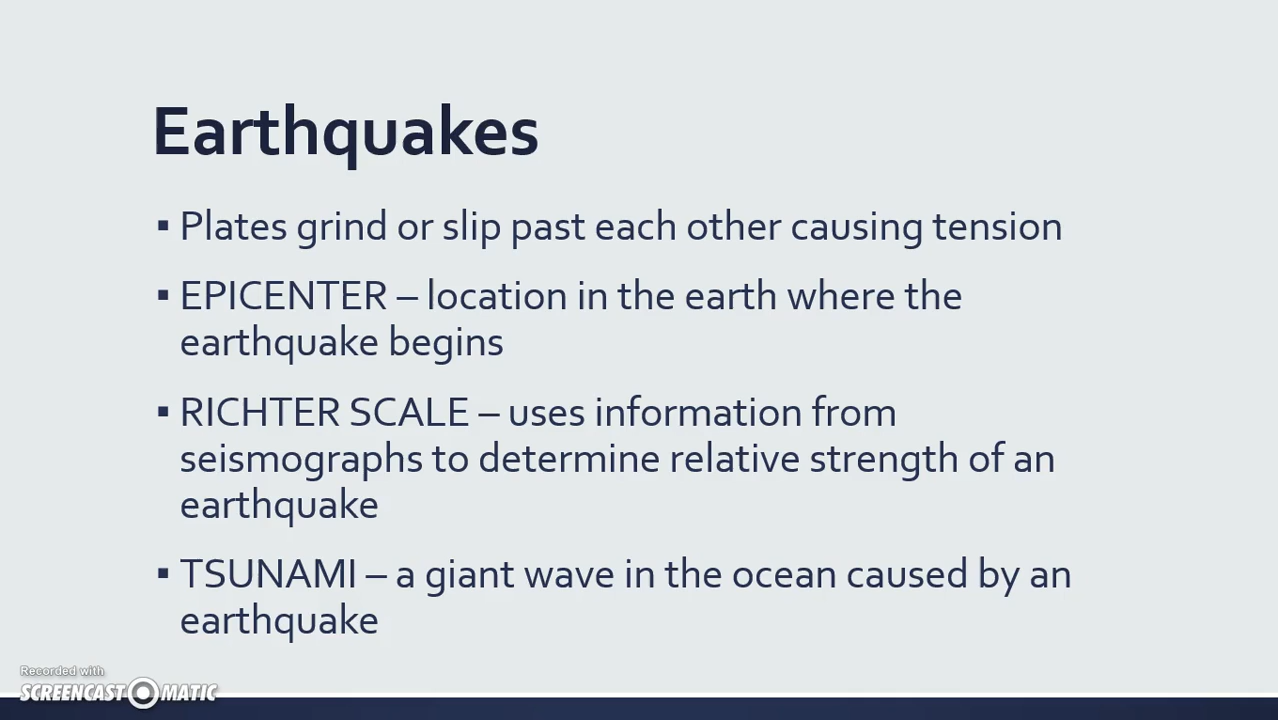 Earthquakes
▪ Plates grind or slip past each other causing tension
▪ EPICENTER – location in the earth where the
earthquake begins
▪ RICHTER SCALE – uses information from
seismographs to determine relative strength of an
earthquake
▪ TSUNAMI – a giant wave in the ocean caused by an
earthquake
Recorded with
SCREENCAST MATIC